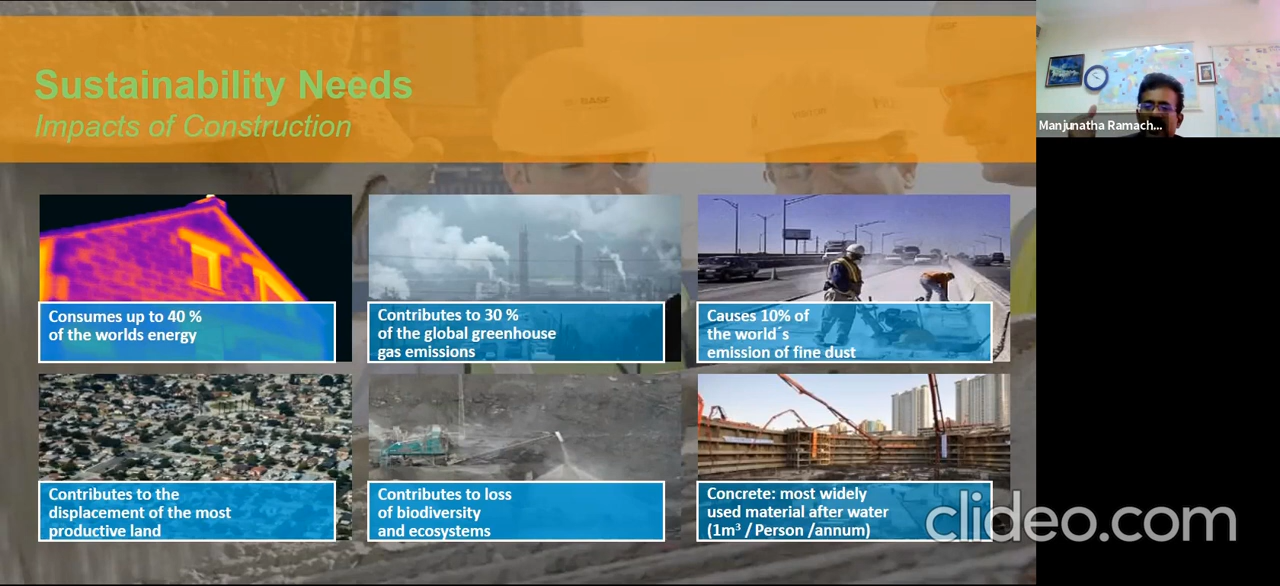 Sustainability Needs
Impacts of Construction
BASF
VISITOR
Manjunatha Ramach...
Consumes up to 40 %
of the worlds energy
Contributes to 30 %
of the global greenhouse
gas emissions
Causes 10% of
the world´s
emission of fine dust
Contributes to the
displacement of the most
productive land
Contributes to loss
of biodiversity
and ecosystems
Concrete: most widely
used material after water
(1m³ / Person /annum)
clideo.com